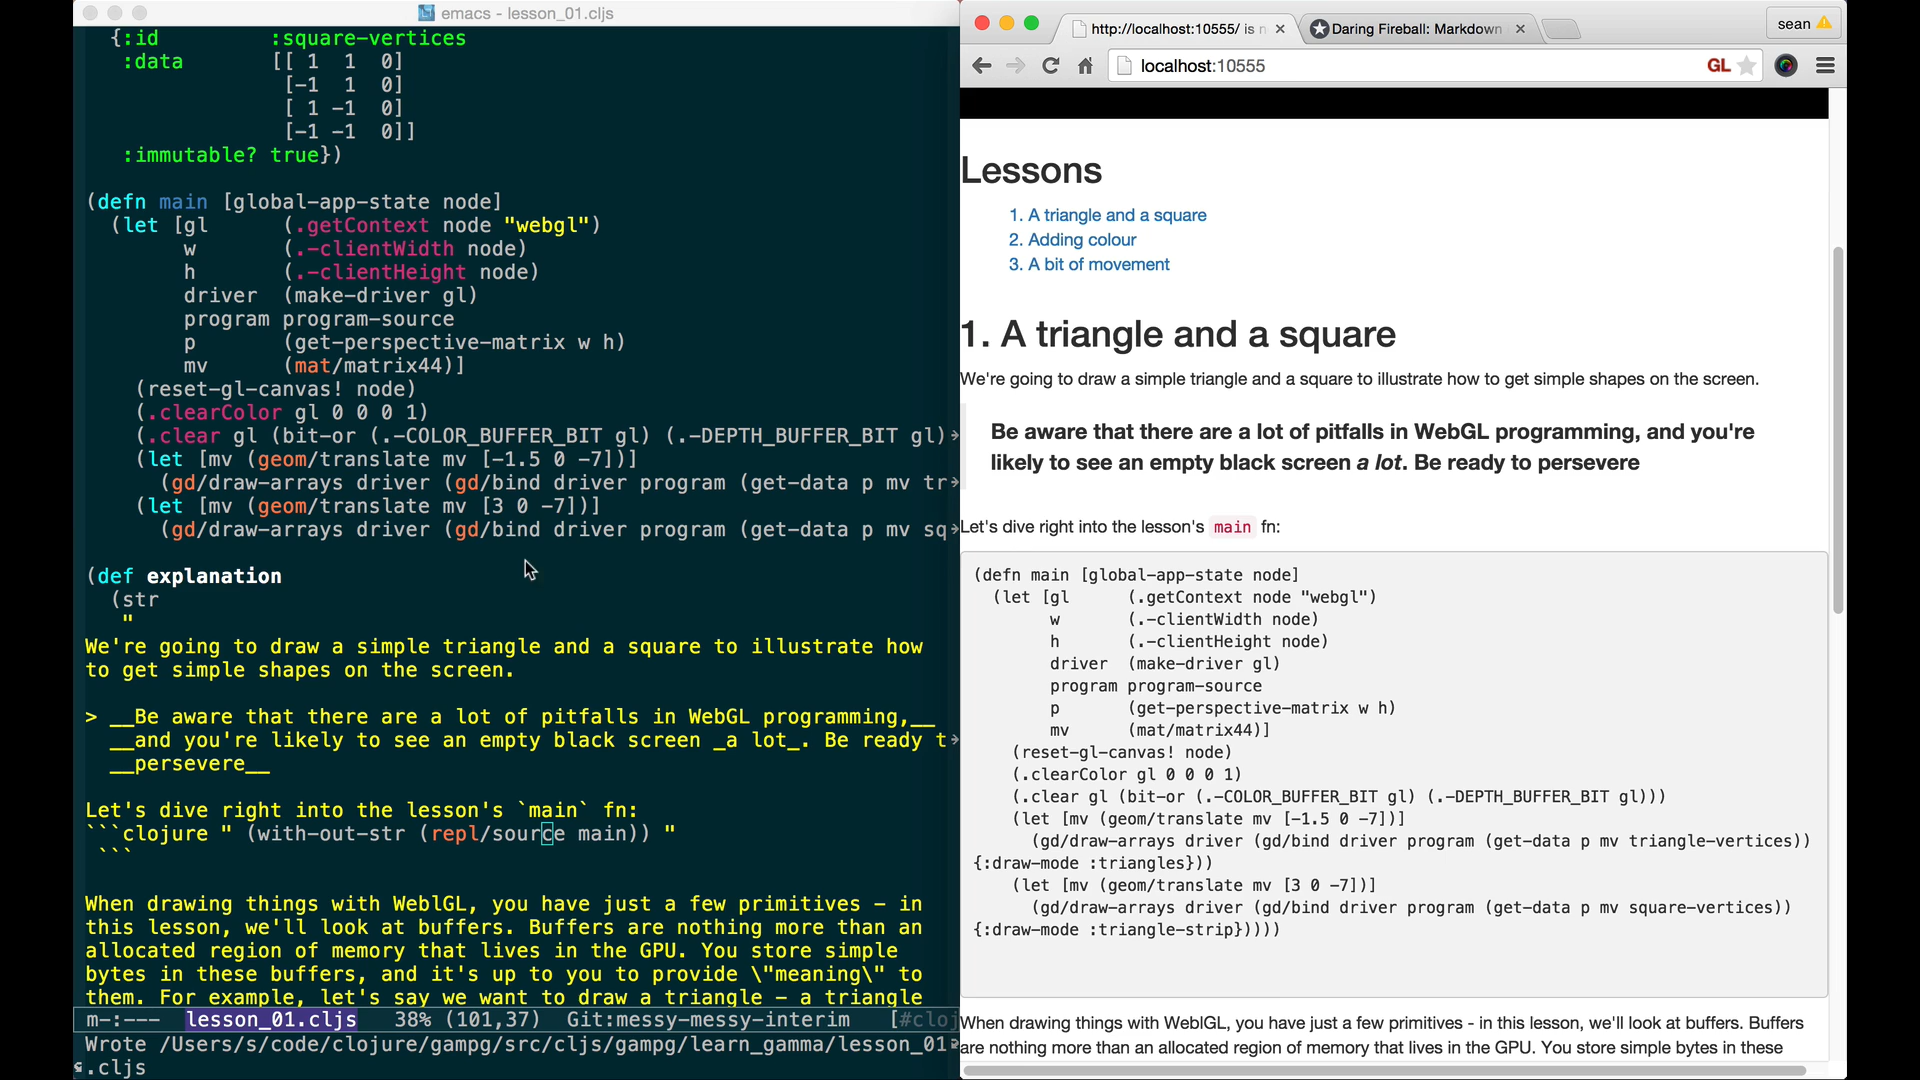 emacs - lesson_01.cljs
{:id         :square-vertices
:data       [[ 1  1  0]
[-1  1  0]
[ 1 -1  0]
[-1 -1  0]]
:immutable? true})
(defn main [global-app-state node]
(let [gl      (.getContext node "webgl")
w       (.-clientWidth node)
h       (.-clientHeight node)
driver  (make-driver gl)
program program-source
p       (get-perspective-matrix w h)
mv      (mat/matrix44)]
(reset-gl-canvas! node)
(.clearColor gl 0 0 0 1)
(.clear gl (bit-or (.-COLOR_BUFFER_BIT gl) (.-DEPTH_BUFFER_BIT gl)
(let [mv (geom/translate mv [-1.5 0 -7])]
(gd/draw-arrays driver (gd/bind driver program (get-data p mv tr
(let [mv (geom/translate mv [3 0 -7])]
(gd/draw-arrays driver (gd/bind driver program (get-data p mv sq
(def explanation
(str
"
We're going to draw a simple triangle and a square to illustrate how
to get simple shapes on the screen.
> __Be aware that there are a lot of pitfalls in WebGL programming,__
__and you're likely to see an empty black screen _a lot_. Be ready t
__persevere__
Let's dive right into the lesson's `main` fn:
```clojure " (with-out-str (repl/source main)) "
```
When drawing things with WeblGL, you have just a few primitives - in
this lesson, we'll look at buffers. Buffers are nothing more than an
allocated region of memory that lives in the GPU. You store simple
bytes in these buffers, and it's up to you to provide \"meaning\" to
them. For example, let's say we want to draw a triangle - a triangle
m-:---  lesson_01.cljs   38% (101,37)  Git:messy-messy-interim   [#cloj
Wrote /Users/s/code/clojure/gampg/src/cljs/gampg/learn_gamma/lesson_01
.cljs
http://localhost:10555/ is n
Daring Fireball: Markdown
sean
localhost:10555
GL
Lessons
1. A triangle and a square
2. Adding colour
3. A bit of movement
1. A triangle and a square
We're going to draw a simple triangle and a square to illustrate how to get simple shapes on the screen.
Be aware that there are a lot of pitfalls in WebGL programming, and you're
likely to see an empty black screen a lot. Be ready to persevere
Let's dive right into the lesson's main fn:
(defn main [global-app-state node]
(let [gl      (.getContext node "webgl")
w       (.-clientWidth node)
h       (.-clientHeight node)
driver  (make-driver gl)
program program-source
p       (get-perspective-matrix w h)
mv      (mat/matrix44)]
(reset-gl-canvas! node)
(.clearColor gl 0 0 0 1)
(.clear gl (bit-or (.-COLOR_BUFFER_BIT gl) (.-DEPTH_BUFFER_BIT gl)))
(let [mv (geom/translate mv [-1.5 0 -7])]
(gd/draw-arrays driver (gd/bind driver program (get-data p mv triangle-vertices))
{:draw-mode :triangles}))
(let [mv (geom/translate mv [3 0 -7])]
(gd/draw-arrays driver (gd/bind driver program (get-data p mv square-vertices))
{:draw-mode :triangle-strip}))))
When drawing things with WeblGL, you have just a few primitives - in this lesson, we'll look at buffers. Buffers
are nothing more than an allocated region of memory that lives in the GPU. You store simple bytes in these